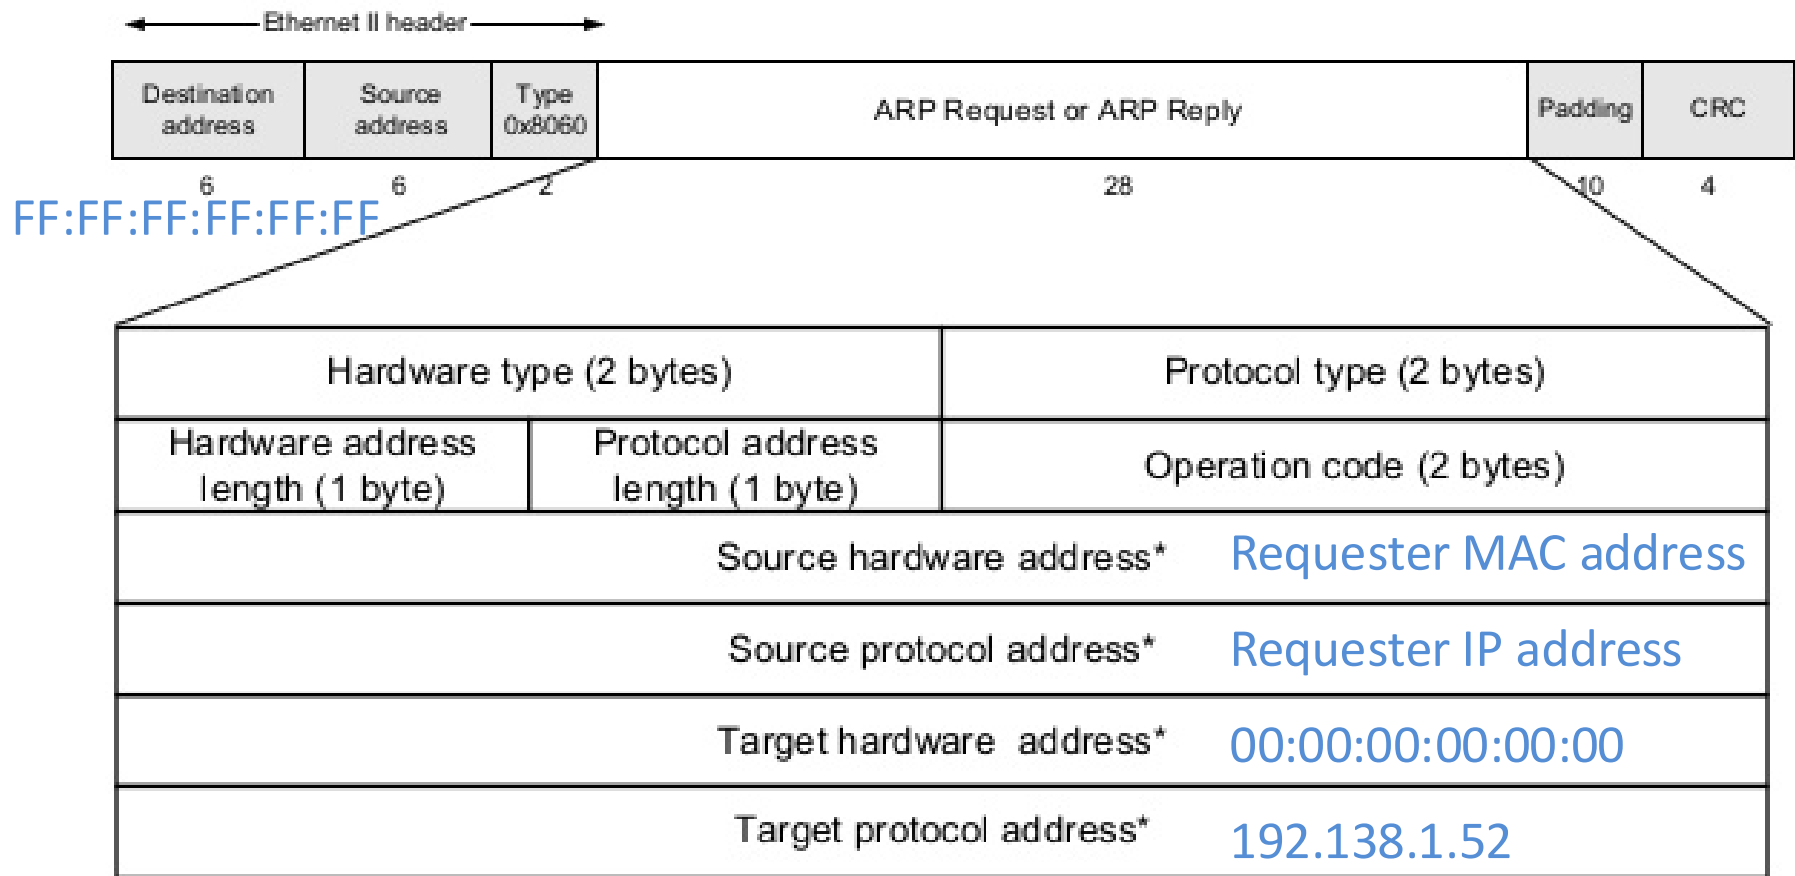 Ethernet II header
Destination
address
Source
address
Type
0x8060
ARP Request or ARP Reply
Padding
CRC
6
6
2
28
10
4
FF:FF:FF:FF:FF:FF
Hardware type (2 bytes)
Protocol type (2 bytes)
Hardware address
length (1 byte)
Protocol address
length (1 byte)
Operation code (2 bytes)
Source hardware address*
Requester MAC address
Source protocol address*
Requester IP address
Target hardware address*
00:00:00:00:00:00
Target protocol address*
192.138.1.52